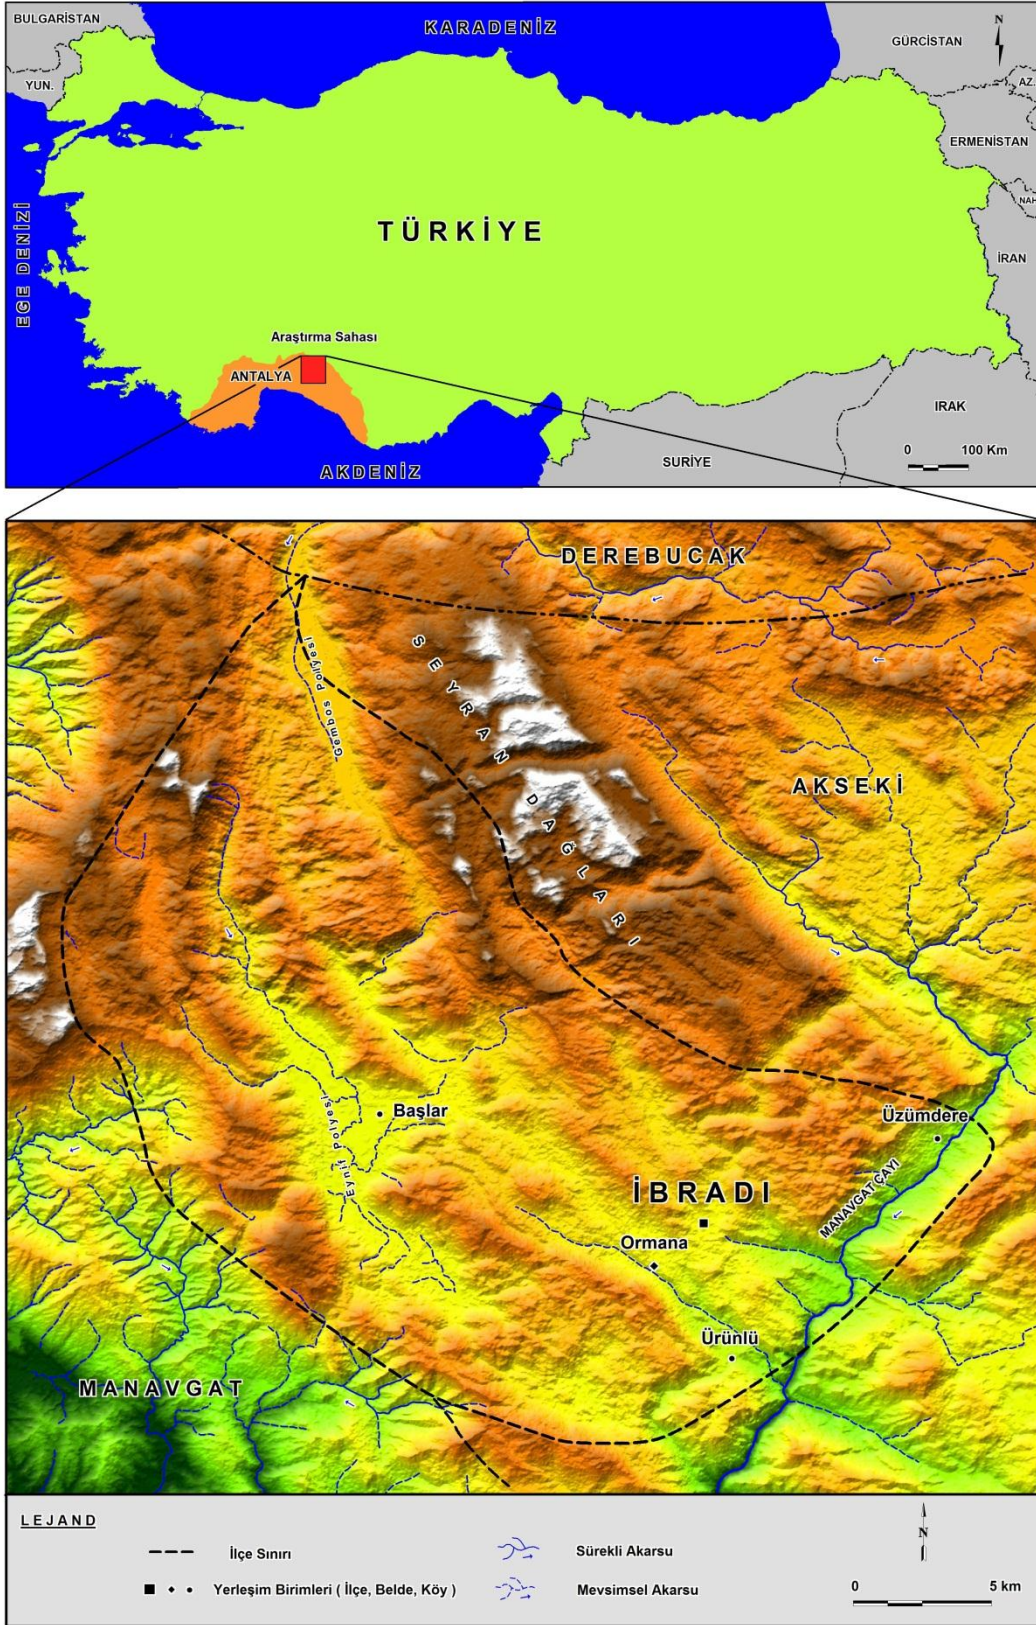 BULGARİSTAN
KARADENİZ
GÜRCİSTAN
N
YUN.
AZ.
ERMENİSTAN
NAH
EGE DENİZİ
TÜRKİYE
İRAN
Araştırma Sahası
ANTALYA
IRAK
0 100 Km
SURİYE
AKDENİZ
DEREBUCAK
SEYRAN DAĞLARI
Gembos Polyesi
AKSEKİ
Başlar
Üzümdere
Eynif Polyesi
İBRADI
MANAVGAT ÇAYI
Ormana
Ürünlü
MANAVGAT
LEJAND
İlçe Sınırı
Sürekli Akarsu
N
Yerleşim Birimleri ( İlçe, Belde, Köy )
Mevsimsel Akarsu
0 5 km